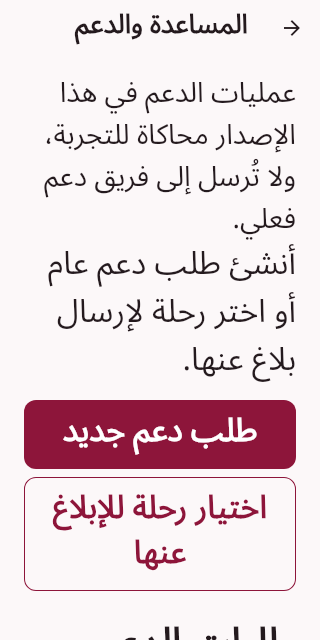 المساعدة والدعم
عمليات الدعم في هذا
الإصدار محاكاة للتجربة،
ولا تُرسل إلى فريق دعم
فعلي.
أنشئ طلب دعم عام
أو اختر رحلة لإرسال
بلاغ عنها.
طلب دعم جديد
اختيار رحلة للإبلاغ
عنها